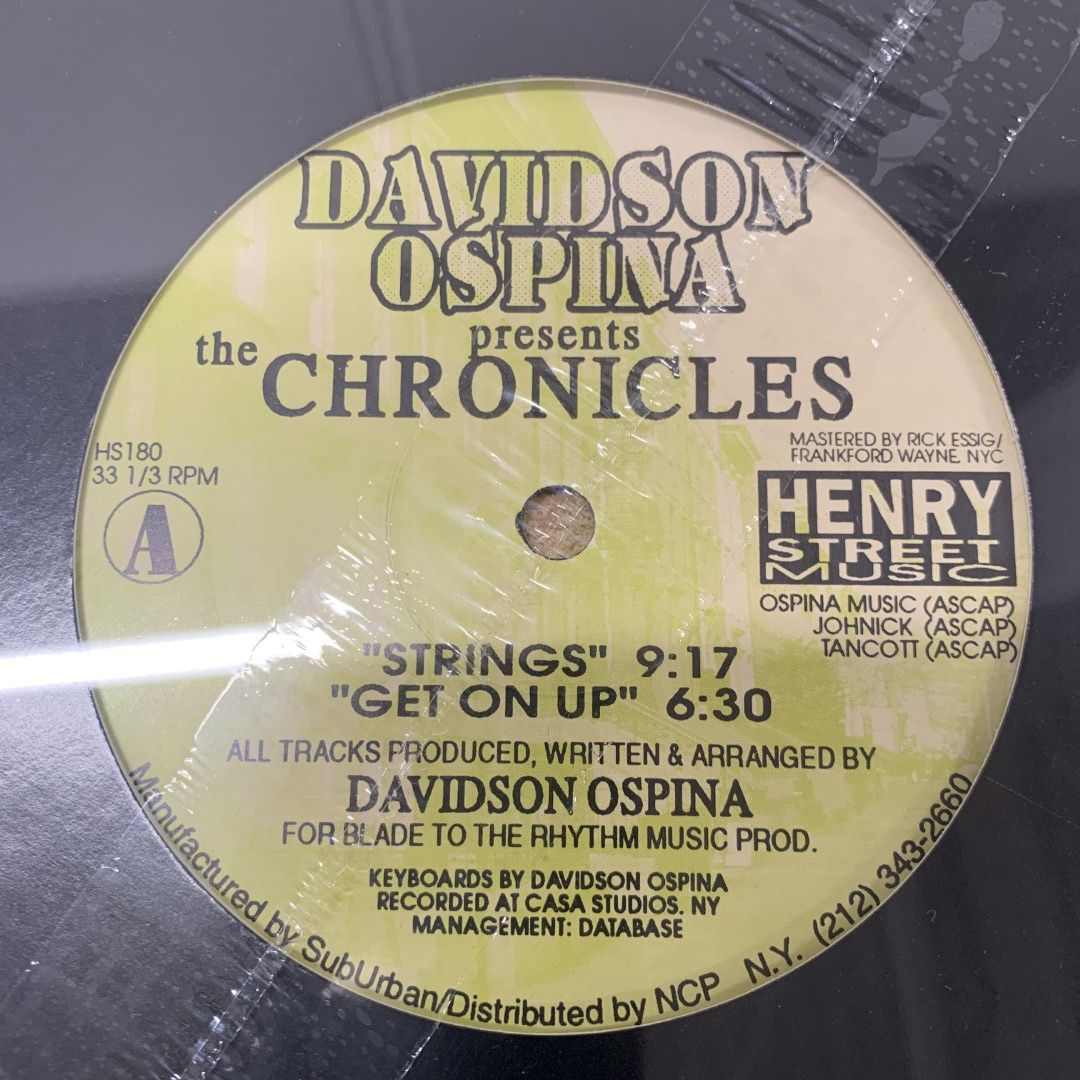 DAVIDSON
OSPINA
presents
the CHRONICLES
HS180
33 1/3 RPM
A
MASTERED BY RICK ESSIG/
FRANKFORD WAYNE, NYC
HENRY
STREET
MUSIC
OSPINA MUSIC (ASCAP)
JOHNICK (ASCAP)
TANCOTT (ASCAP)
"STRINGS" 9:17
"GET ON UP" 6:30
ALL TRACKS PRODUCED, WRITTEN & ARRANGED BY
DAVIDSON OSPINA
FOR BLADE TO THE RHYTHM MUSIC PROD.
KEYBOARDS BY DAVIDSON OSPINA
RECORDED AT CASA STUDIOS, NY
MANAGEMENT: DATABASE
Manufactured by SubUrban/Distributed by NCP N.Y. (212) 343-2660